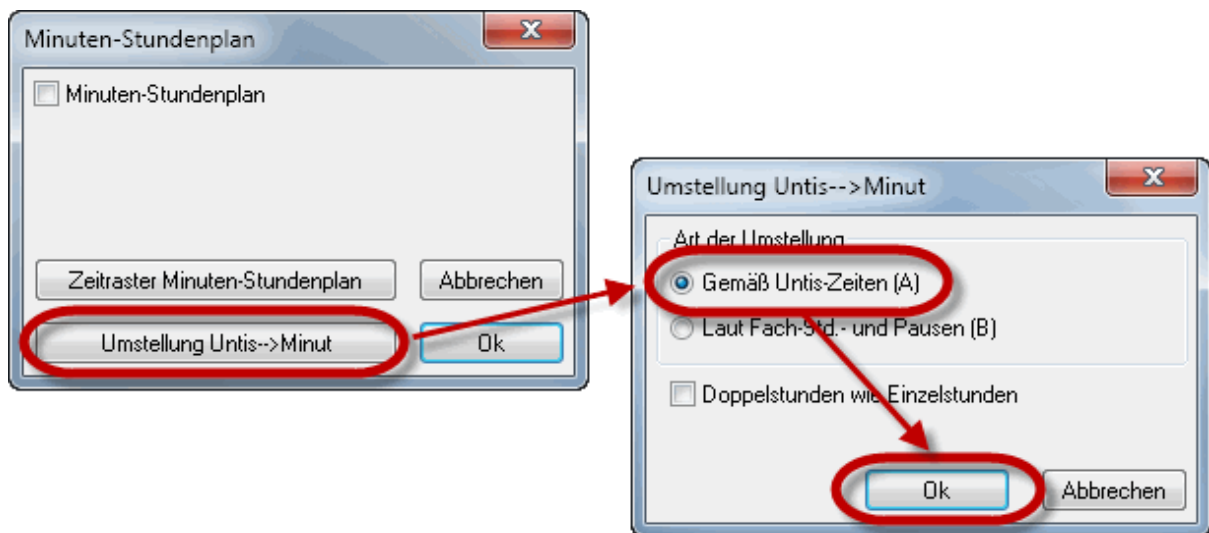 Minuten-Stundenplan
Minuten-Stundenplan
Zeitraster Minuten-Stundenplan
Abbrechen
Umstellung Untis-->Minut
Ok
Umstellung Untis-->Minut
Art der Umstellung
Gemäß Untis-Zeiten (A)
Laut Fach-Std.- und Pausen (B)
Doppelstunden wie Einzelstunden
Ok
Abbrechen